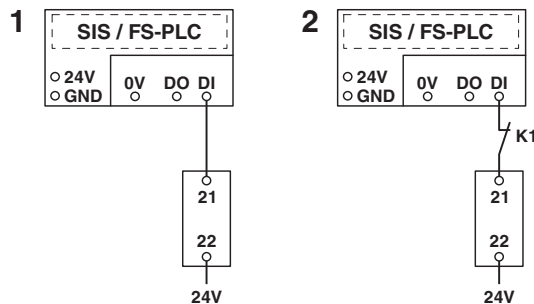 1
SIS / FS-PLC
24V
GND
0V DO DI
21
22
24V
2
SIS / FS-PLC
24V
GND
0V DO DI
K1
21
22
24V